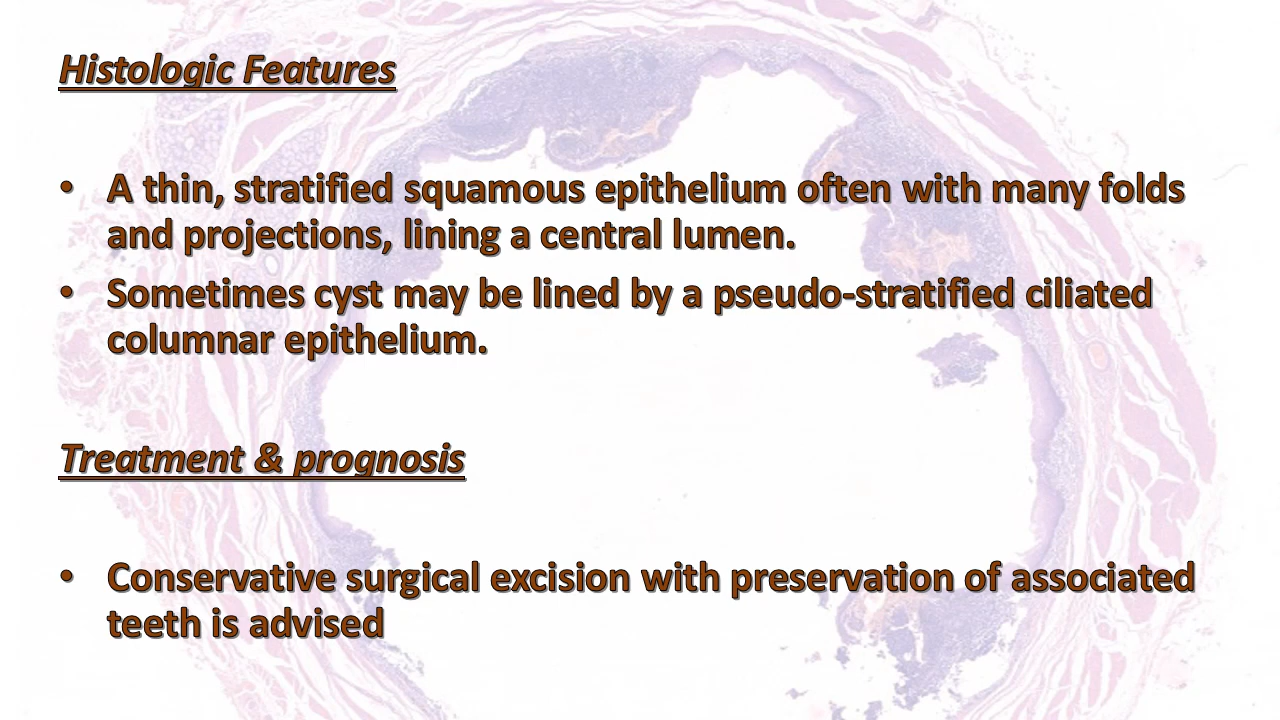 Histologic Features
• A thin, stratified squamous epithelium often with many folds
and projections, lining a central lumen.
• Sometimes cyst may be lined by a pseudo-stratified ciliated
columnar epithelium.
Treatment & prognosis
• Conservative surgical excision with preservation of associated
teeth is advised